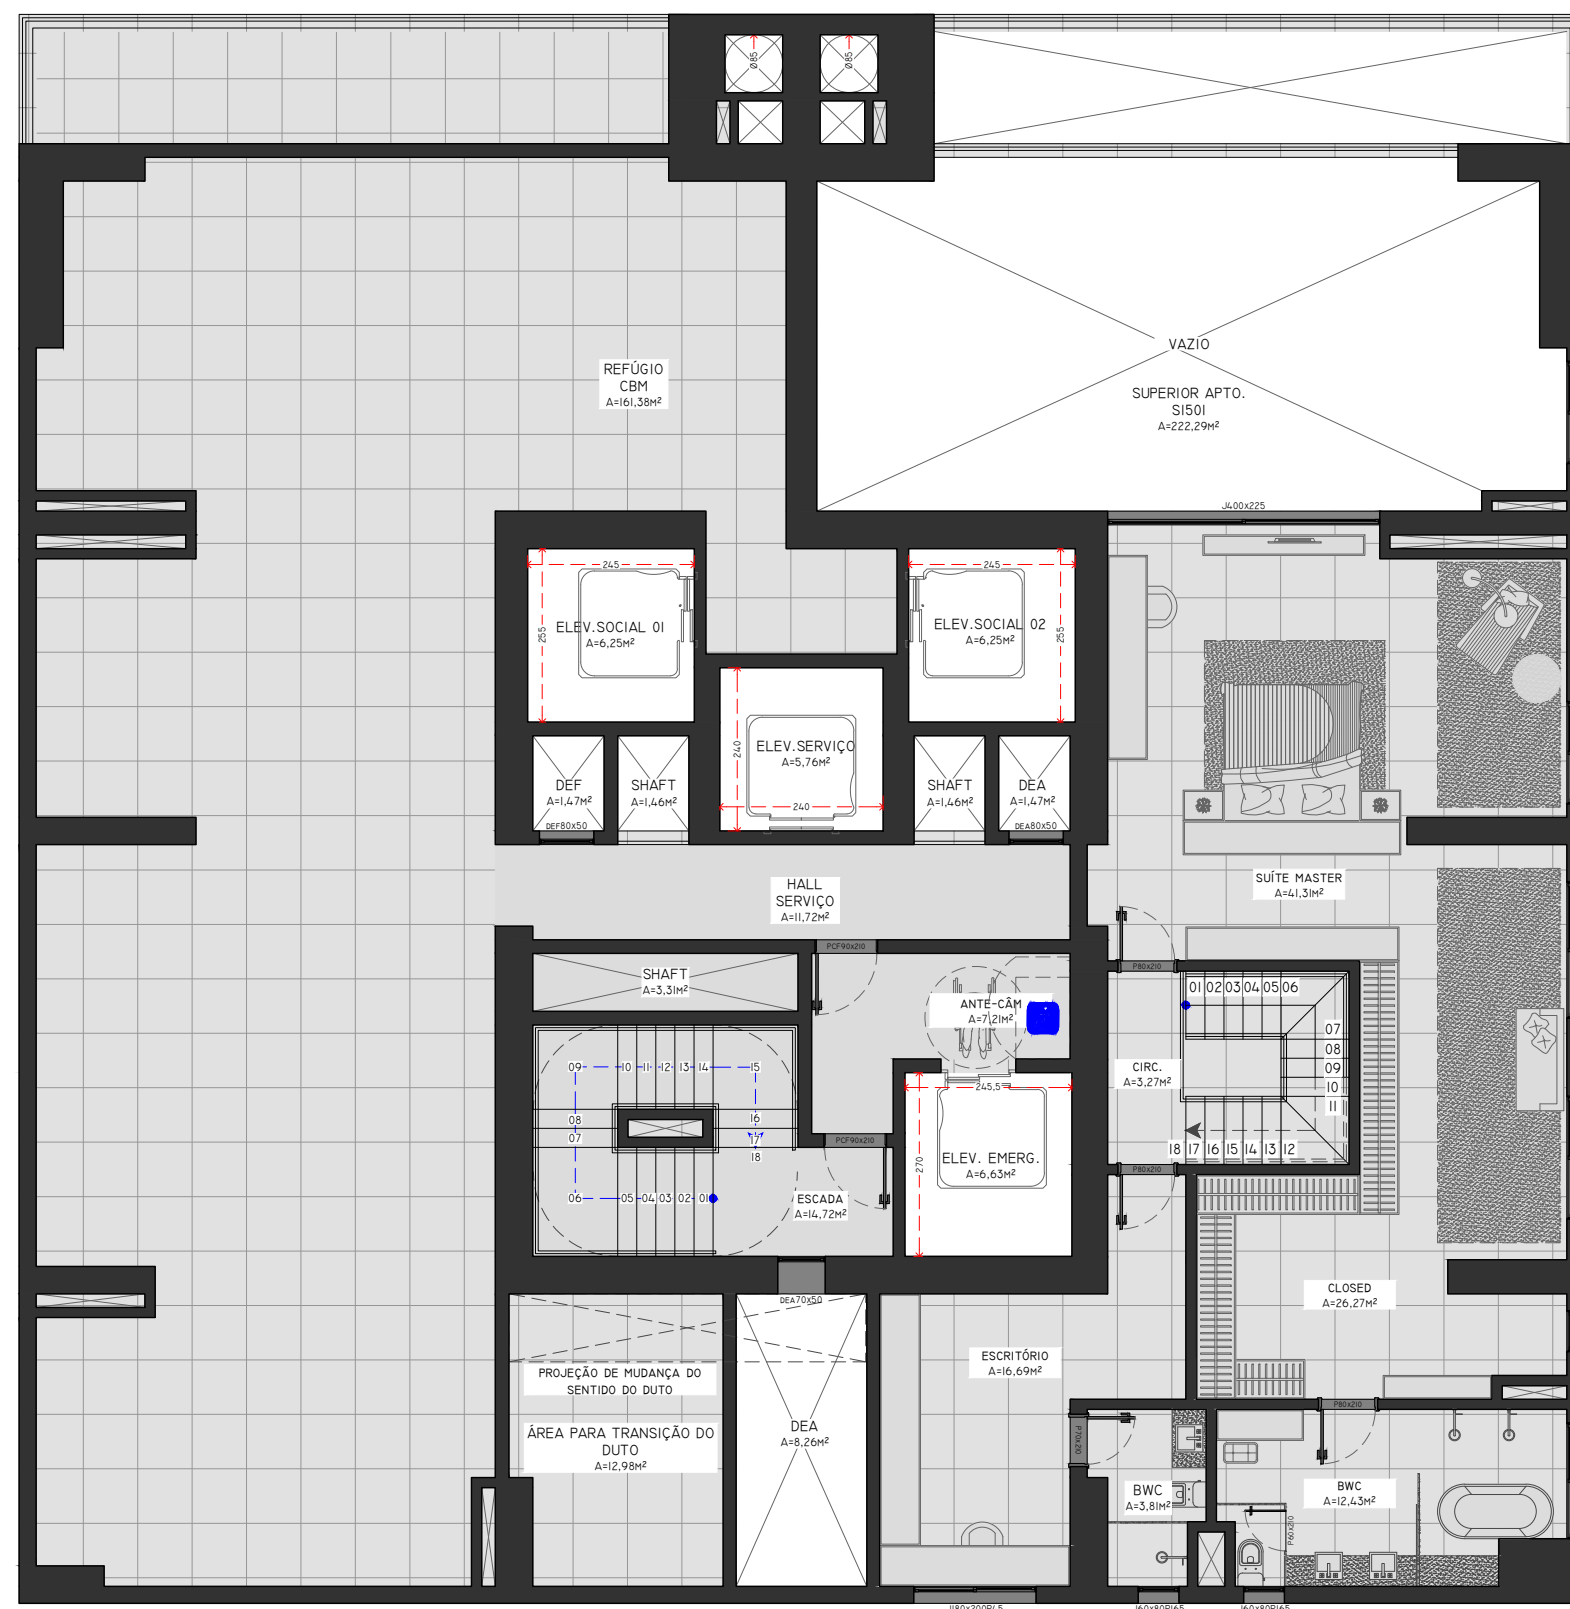 Ø85
Ø85
REFÚGIO
CBM
A=161,38M²
VAZIO
SUPERIOR APTO.
S1501
A=222,29M²
J400X225
245
255
ELEV.SOCIAL 01
A=6,25M²
245
255
ELEV.SOCIAL 02
A=6,25M²
240
ELEV.SERVIÇO
A=5,76M²
240
DEF
A=1,47M²
DEF80X50
SHAFT
A=1,46M²
SHAFT
A=1,46M²
DEA
A=1,47M²
DEA80X50
HALL
SERVIÇO
A=11,72M²
SUÍTE MASTER
A=41,31M²
PCF90X210
P80X210
SHAFT
A=3,31M²
ANTE-CÂM
A=7,21M²
01 02 03 04 05 06
07
08
09
10
11
18 17 16 15 14 13 12
CIRC.
A=3,27M²
P80X210
09 10 11 12 13 14 15
16
17
18
08
07
06 05 04 03 02 01
PCF90X210
ESCADA
A=14,72M²
245,5
270
ELEV. EMERG.
A=6,63M²
DEA70X50
CLOSED
A=26,27M²
PROJEÇÃO DE MUDANÇA DO
SENTIDO DO DUTO
ÁREA PARA TRANSIÇÃO DO
DUTO
A=12,98M²
DEA
A=8,26M²
ESCRITÓRIO
A=16,69M²
P80X210
P70X210
BWC
A=3,81M²
BWC
A=12,43M²
P60X210
J180X200P45
J60X80P165
J60X80P165